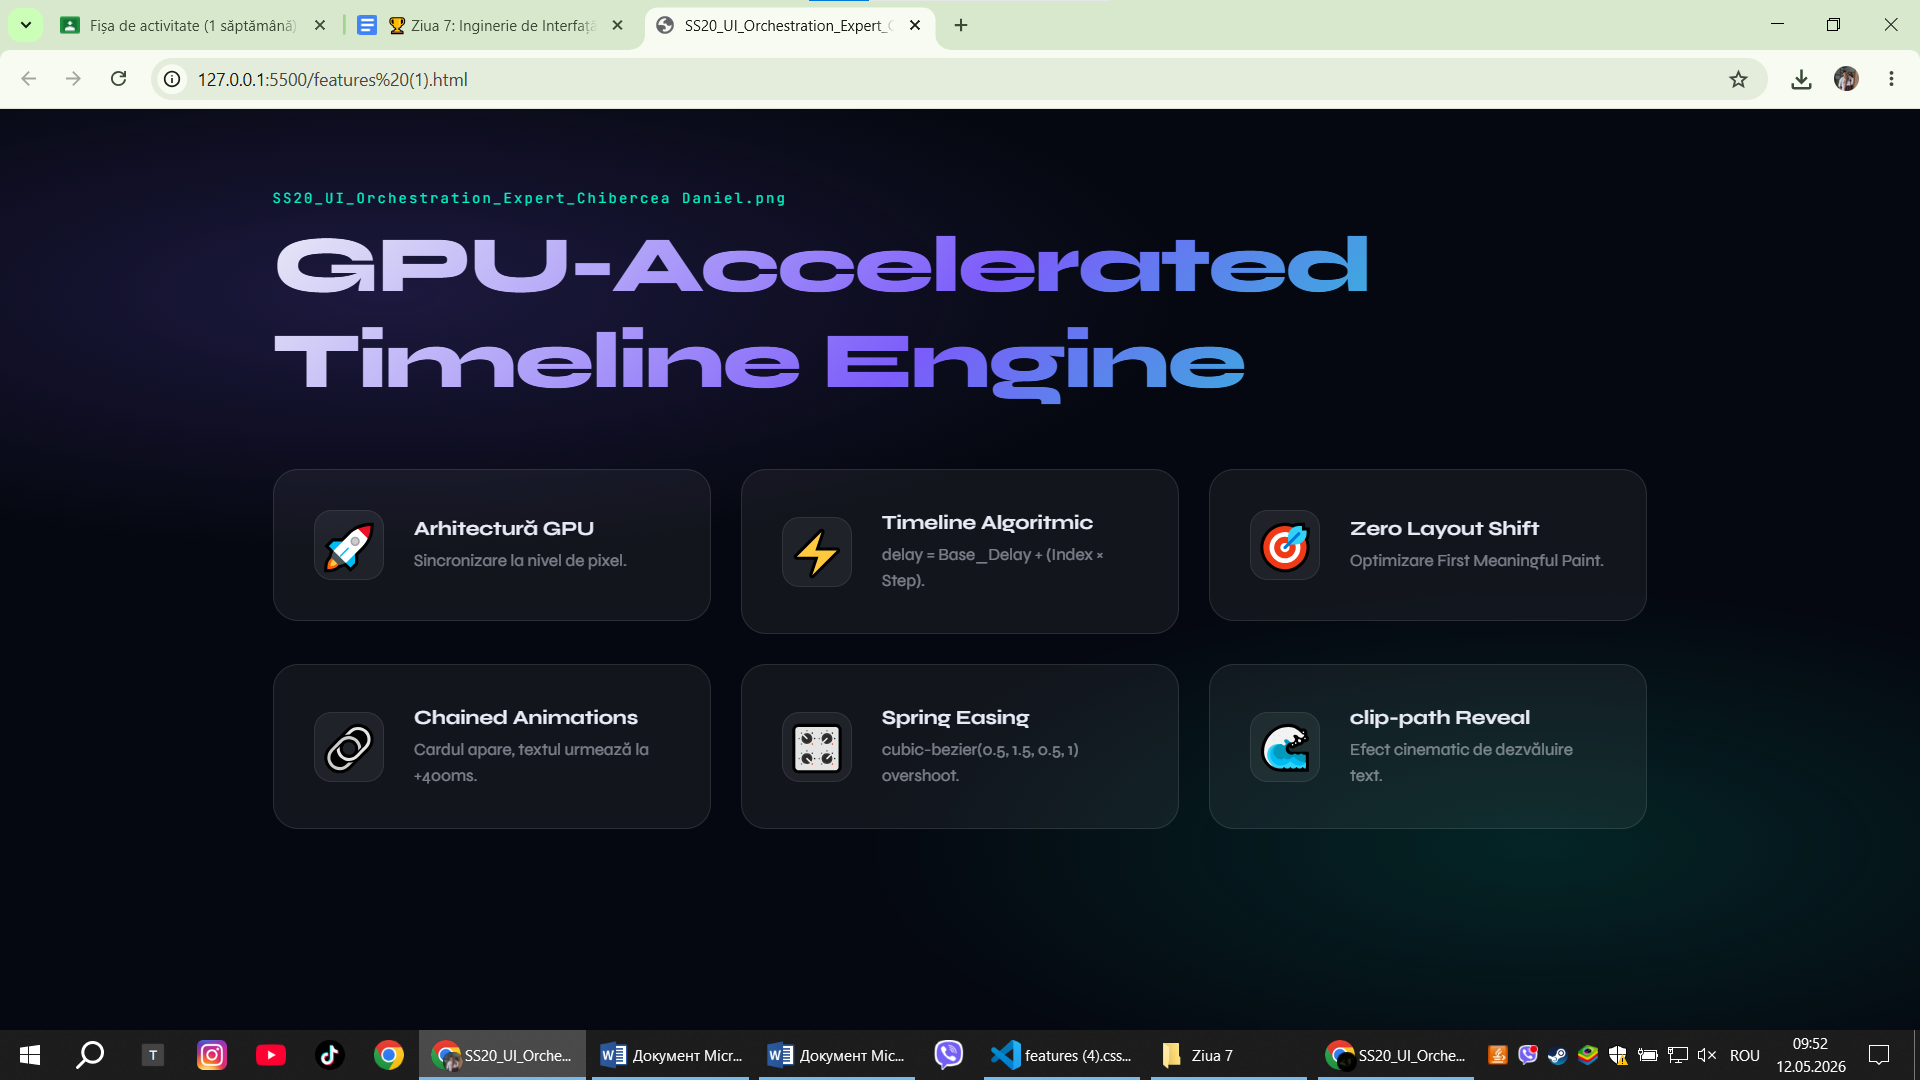 Fișa de activitate (1 săptămână)
Ziua 7: Inginerie de Interfață
SS20_UI_Orchestration_Expert_C
127.0.0.1:5500/features%20(1).html
SS20_UI_Orchestration_Expert_Chibercea Daniel.png
GPU-Accelerated
Timeline Engine
Arhitectură GPU
Sincronizare la nivel de pixel.
Timeline Algoritmic
delay = Base_Delay + (Index ×
Step).
Zero Layout Shift
Optimizare First Meaningful Paint.
Chained Animations
Cardul apare, textul urmează la
+400ms.
Spring Easing
cubic-bezier(0.5, 1.5, 0.5, 1)
overshoot.
clip-path Reveal
Efect cinematic de dezvăluire
text.
T
SS20_UI_Orche...
Документ Micr...
Документ Mic...
features (4).css...
Ziua 7
SS20_UI_Orche...
ROU
09:52
12.05.2026